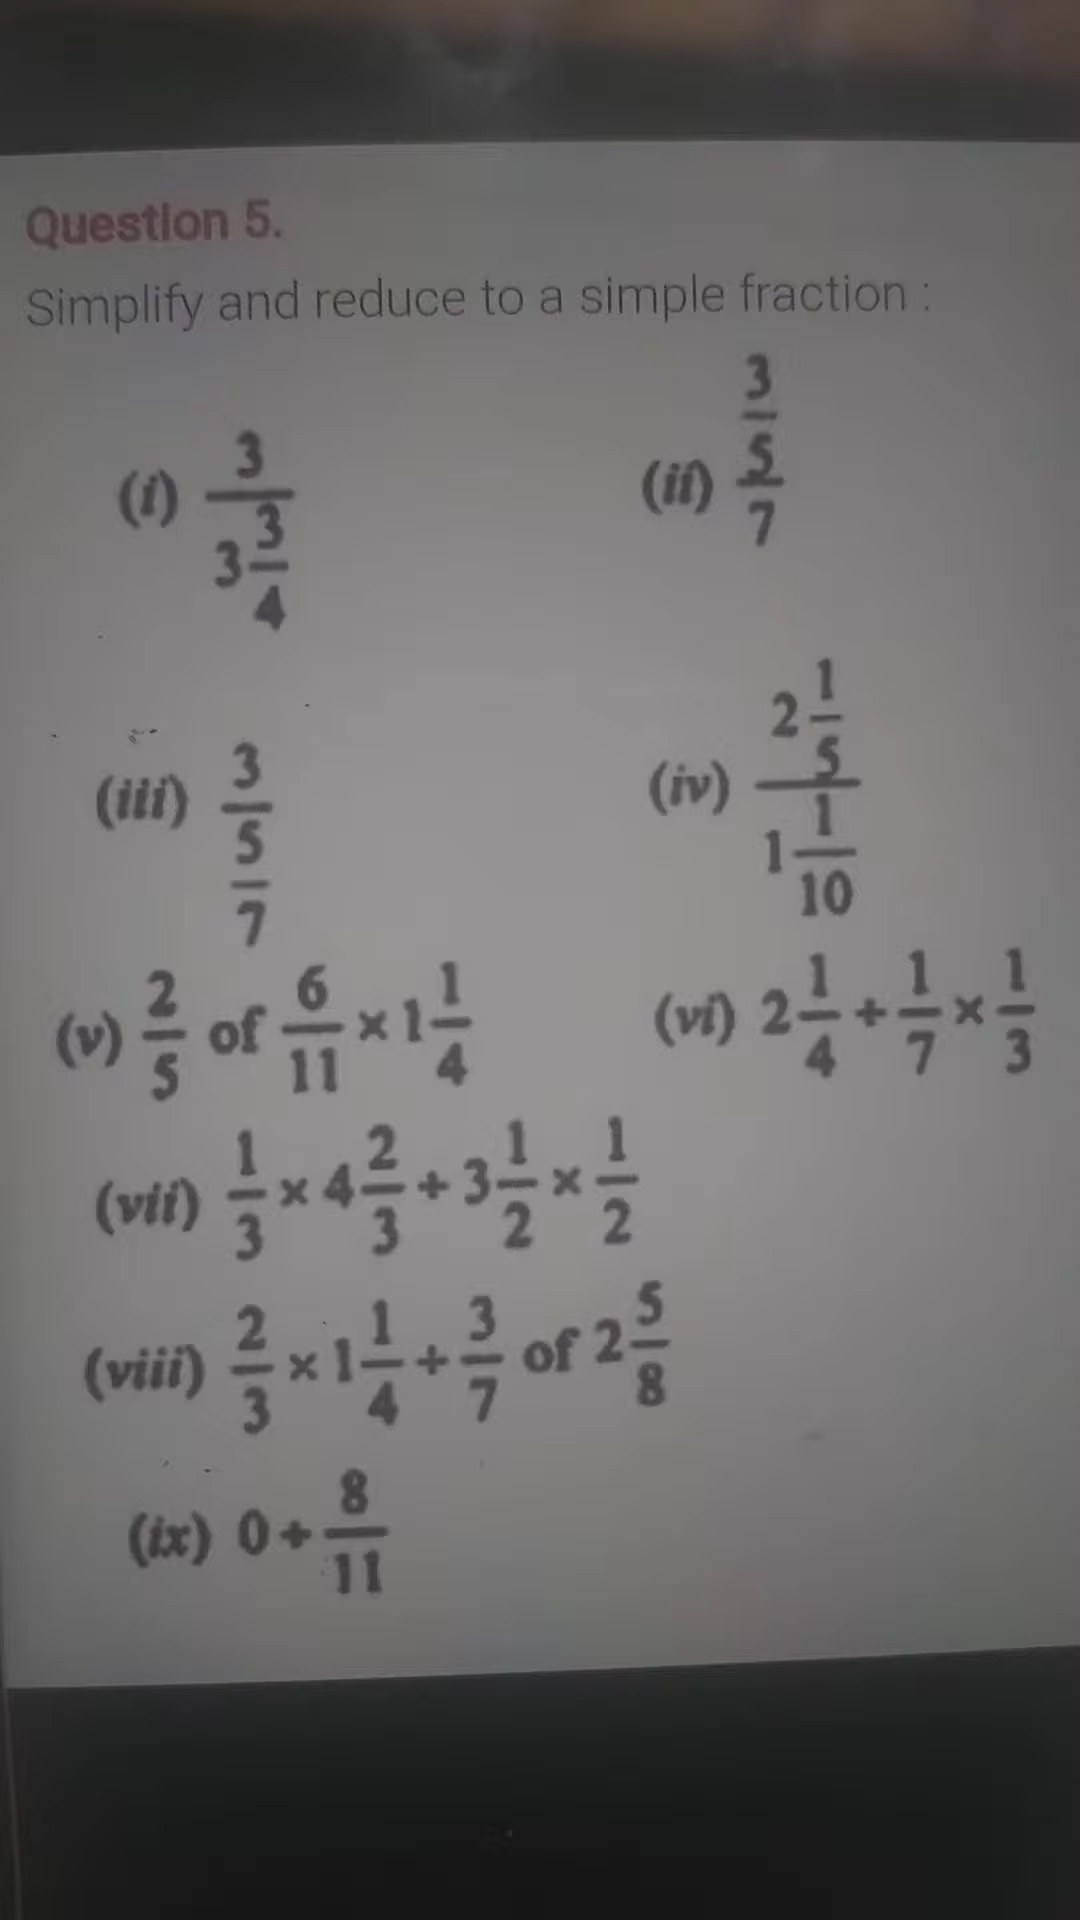 Question 5.
Simplify and reduce to a simple fraction :
(i) 3/(3 3/4) (ii) (3/5)/7
(iii) 3/(5/7) (iv) (2 1/5)/(1 1/10)
(v) 2/5 of 6/11 × 1 1/4 (vi) 2 1/4 + 1/7 × 1/3
(vii) 1/3 × 4 2/3 + 3 1/2 × 1/2
(viii) 2/3 × 1 1/4 + 3/7 of 2 5/8
(ix) 0 + 8/11